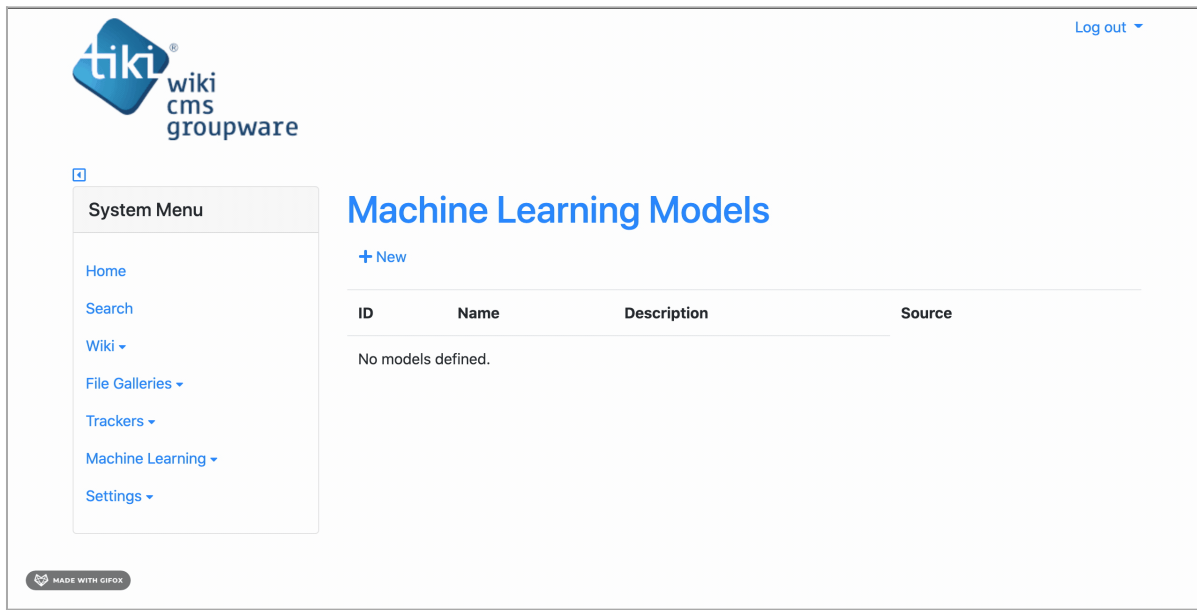 Log out
tiki®
wiki
cms
groupware
System Menu
Home
Search
Wiki
File Galleries
Trackers
Machine Learning
Settings
Machine Learning Models
+ New
ID Name Description Source
No models defined.
MADE WITH GIFOX